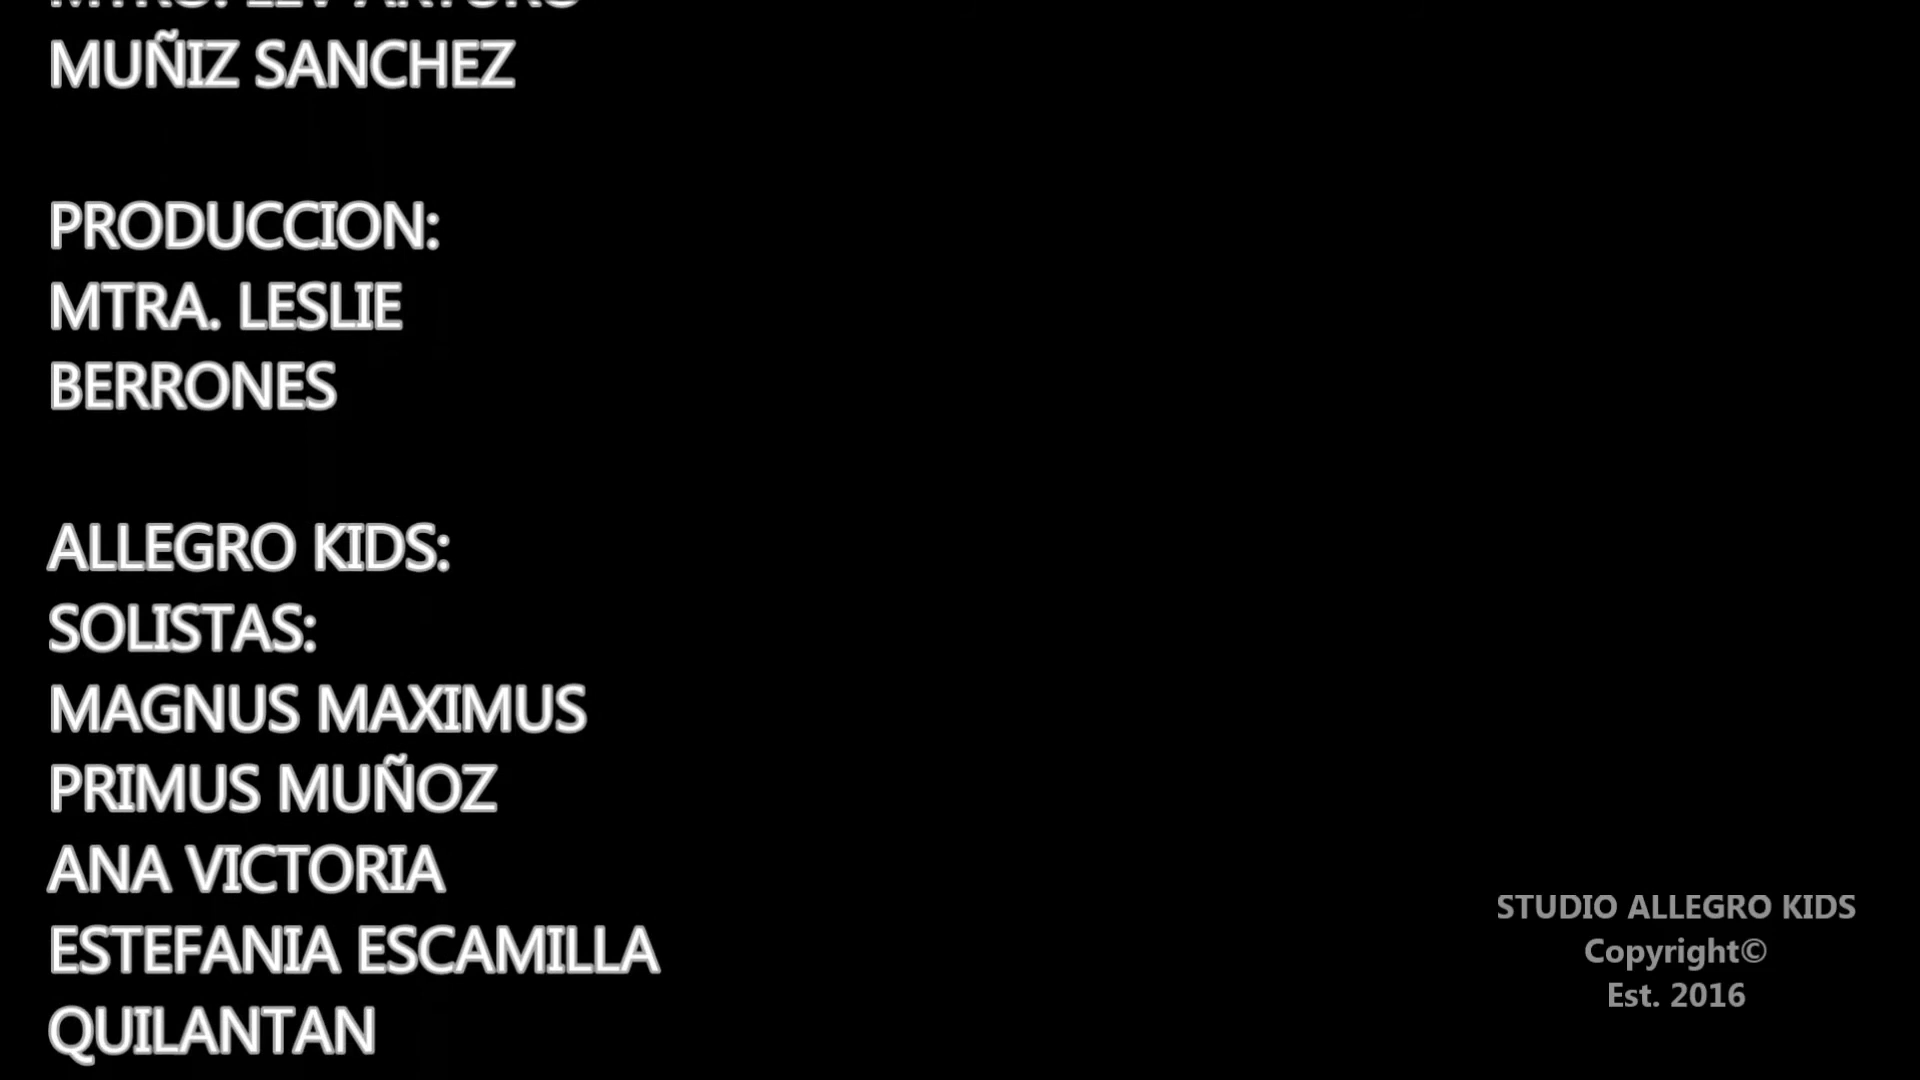 MUÑIZ SANCHEZ
PRODUCCION:
MTRA. LESLIE
BERRONES
ALLEGRO KIDS:
SOLISTAS:
MAGNUS MAXIMUS
PRIMUS MUÑOZ
ANA VICTORIA
ESTEFANIA ESCAMILLA
QUILANTAN
STUDIO ALLEGRO KIDS
Copyright©
Est. 2016